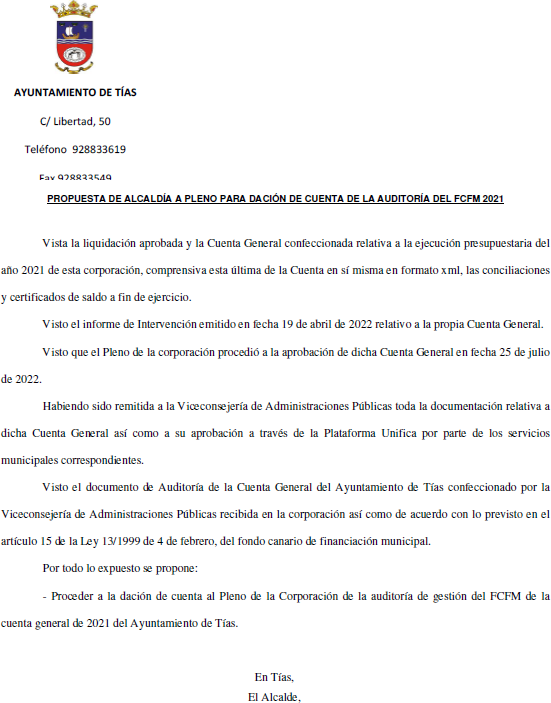 AYUNTAMIENTO DE TÍAS
C/ Libertad, 50
Teléfono 928833619
Fax 928833549
PROPUESTA DE ALCALDÍA A PLENO PARA DACIÓN DE CUENTA DE LA AUDITORÍA DEL FCFM 2021
Vista la liquidación aprobada y la Cuenta General confeccionada relativa a la ejecución presupuestaria del
año 2021 de esta corporación, comprensiva esta última de la Cuenta en sí misma en formato xml, las conciliaciones
y certificados de saldo a fin de ejercicio.
Visto el informe de Intervención emitido en fecha 19 de abril de 2022 relativo a la propia Cuenta General.
Visto que el Pleno de la corporación procedió a la aprobación de dicha Cuenta General en fecha 25 de julio
de 2022.
Habiendo sido remitida a la Viceconsejería de Administraciones Públicas toda la documentación relativa a
dicha Cuenta General así como a su aprobación a través de la Plataforma Unifica por parte de los servicios
municipales correspondientes.
Visto el documento de Auditoría de la Cuenta General del Ayuntamiento de Tías confeccionado por la
Viceconsejería de Administraciones Públicas recibida en la corporación así como de acuerdo con lo previsto en el
artículo 15 de la Ley 13/1999 de 4 de febrero, del fondo canario de financiación municipal.
Por todo lo expuesto se propone:
- Proceder a la dación de cuenta al Pleno de la Corporación de la auditoría de gestión del FCFM de la
cuenta general de 2021 del Ayuntamiento de Tías.
En Tías,
El Alcalde,